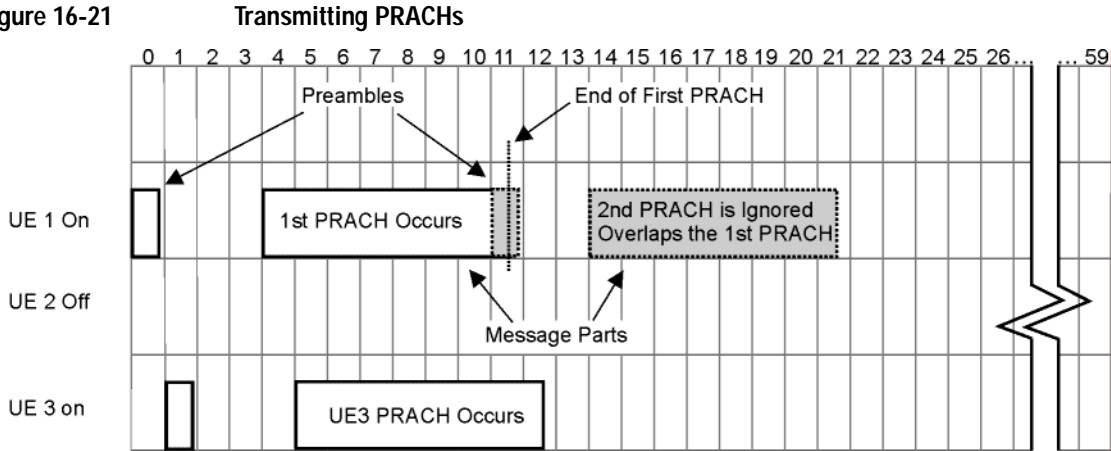 gure 16-21 Transmitting PRACHs
0 1 2 3 4 5 6 7 8 9 10 11 12 13 14 15 16 17 18 19 20 21 22 23 24 25 26... ... 59
Preambles
End of First PRACH
UE 1 On
1st PRACH Occurs
2nd PRACH is Ignored
Overlaps the 1st PRACH
UE 2 Off
Message Parts
UE 3 on
UE3 PRACH Occurs